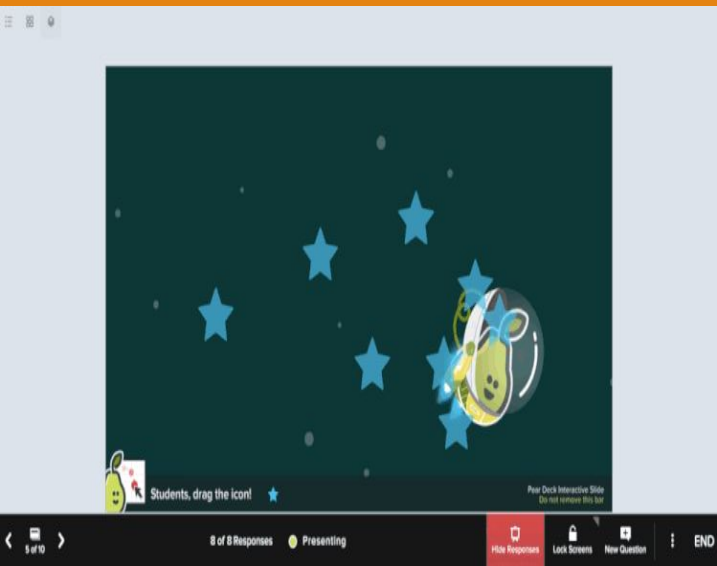 Students, drag the icon!
Pear Deck Interactive Slide
Do not remove this bar
5 of 10
8 of 8 Responses
Presenting
Hide Responses
Lock Screens
New Question
END